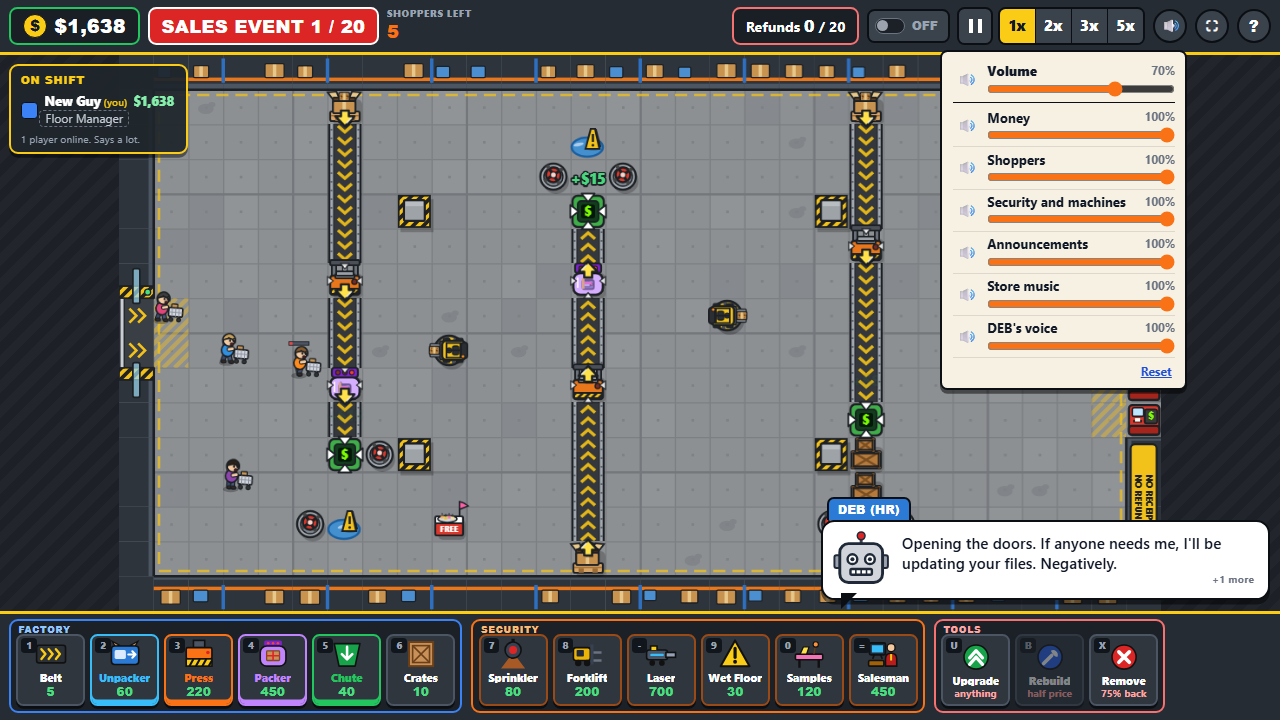 $1,638
SALES EVENT 1 / 20
SHOPPERS LEFT
5
Refunds 0 / 20
OFF
1x
2x
3x
5x
?
ON SHIFT
New Guy (you) $1,638
Floor Manager
1 player online. Says a lot.
+$15
FREE
Volume 70%
Money 100%
Shoppers 100%
Security and machines 100%
Announcements 100%
Store music 100%
DEB's voice 100%
Reset
DEB (HR)
Opening the doors. If anyone needs me, I'll be
updating your files. Negatively.
+1 more
FACTORY
1
Belt
5
2
Unpacker
60
3
Press
220
4
Packer
450
5
Chute
40
6
Crates
10
SECURITY
7
Sprinkler
80
8
Forklift
200
-
Laser
700
9
Wet Floor
30
0
Samples
120
=
Salesman
450
TOOLS
U
Upgrade
anything
B
Rebuild
half price
X
Remove
75% back